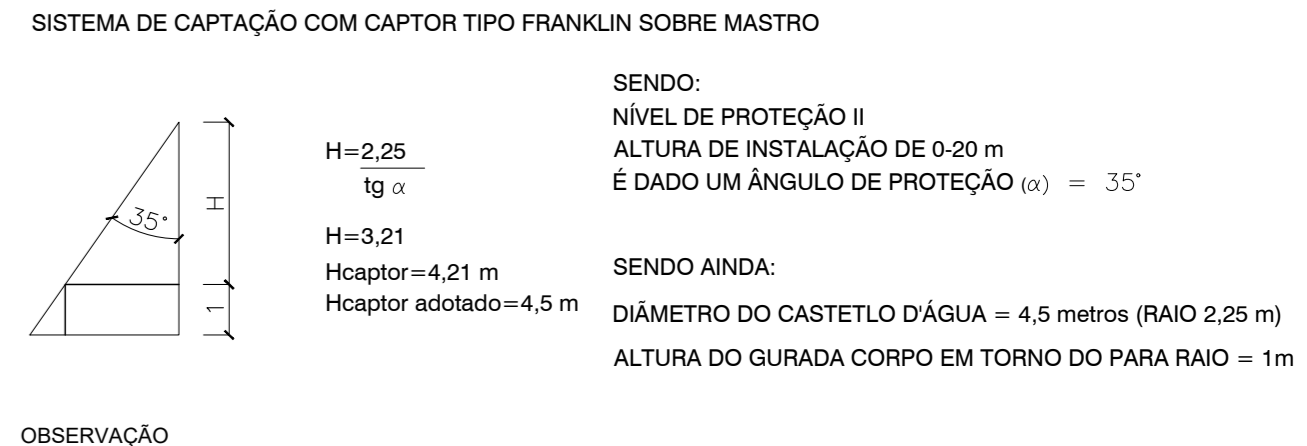 SISTEMA DE CAPTAÇÃO COM CAPTOR TIPO FRANKLIN SOBRE MASTRO
SENDO:
NÍVEL DE PROTEÇÃO II
ALTURA DE INSTALAÇÃO DE 0-20 m
É DADO UM ÂNGULO DE PROTEÇÃO (α) = 35°
H=2,25
tg α
H=3,21
Hcaptor=4,21 m
Hcaptor adotado=4,5 m
35°
H
1
SENDO AINDA:
DIÃMETRO DO CASTETLO D'ÁGUA = 4,5 metros (RAIO 2,25 m)
ALTURA DO GURADA CORPO EM TORNO DO PARA RAIO = 1m
OBSERVAÇÃO